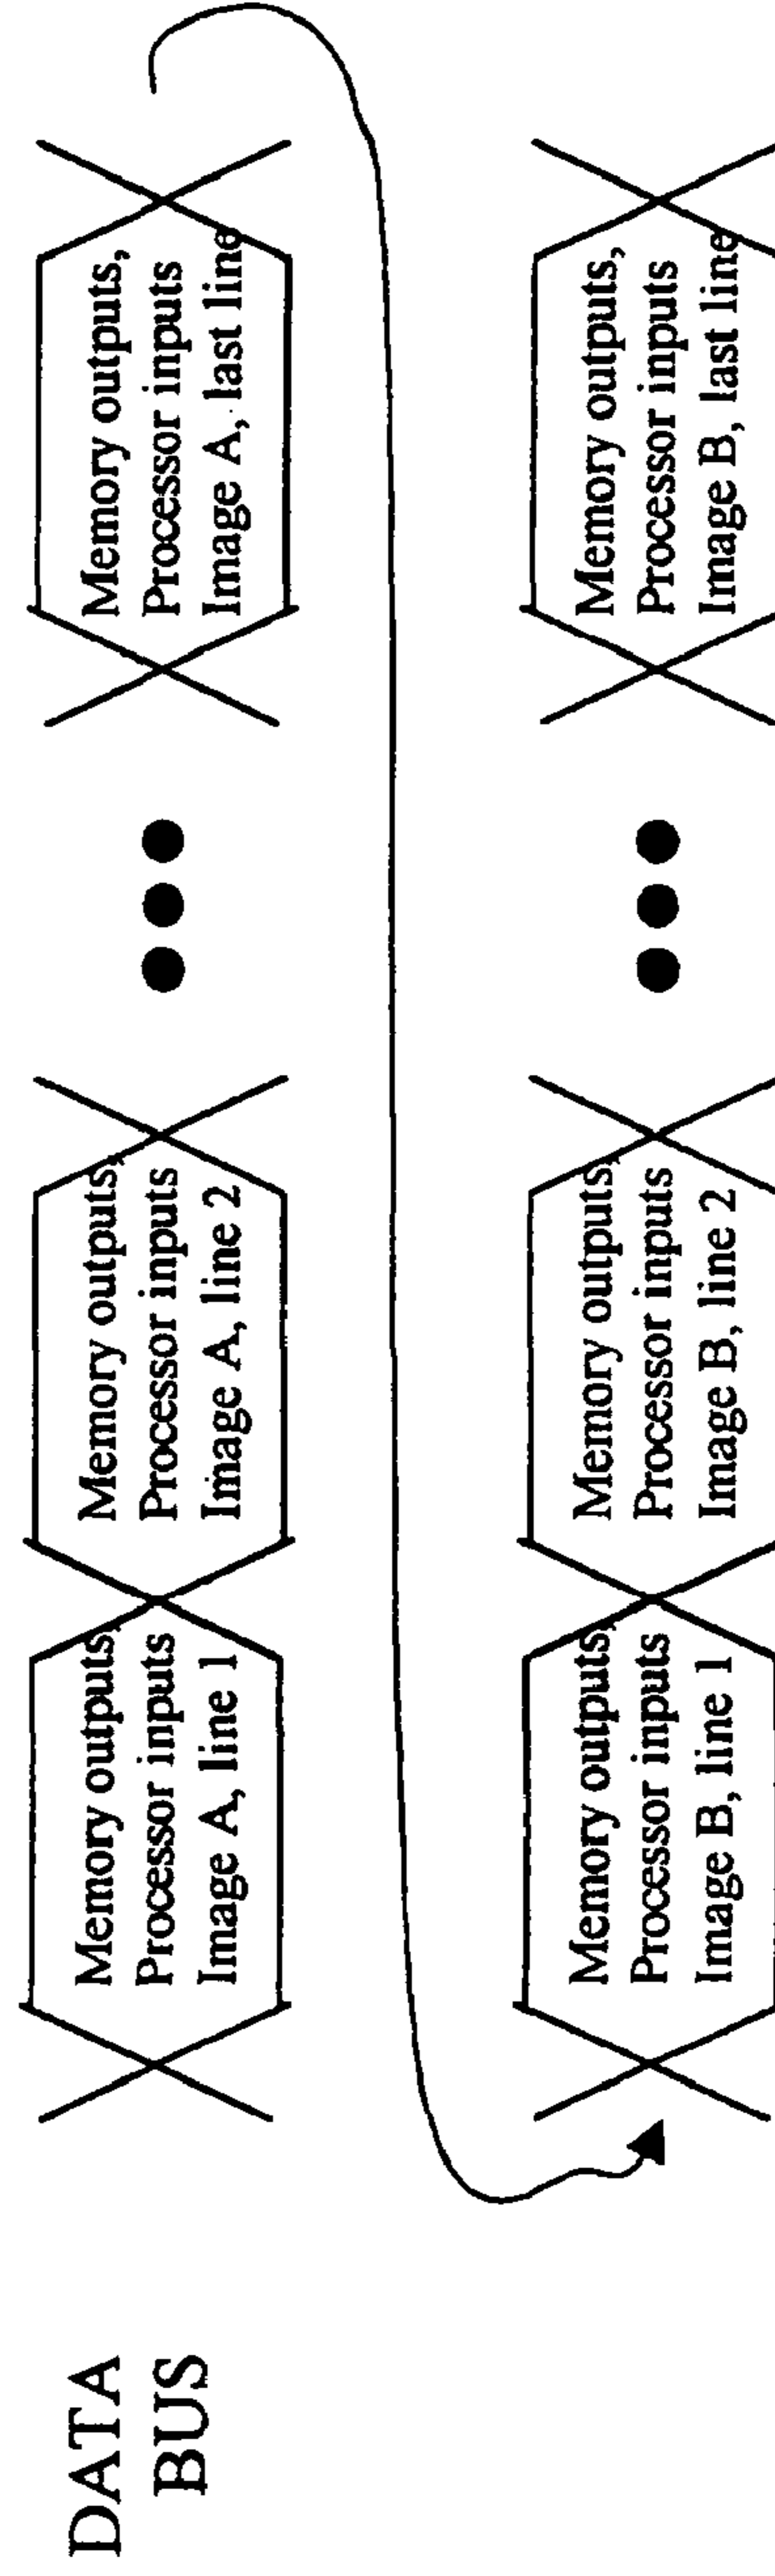 DATA
BUS
Memory outputs,
Processor inputs
Image A, line 1
Memory outputs,
Processor inputs
Image A, line 2
Memory outputs,
Processor inputs
Image A, last line
Memory outputs,
Processor inputs
Image B, line 1
Memory outputs,
Processor inputs
Image B, line 2
Memory outputs,
Processor inputs
Image B, last line